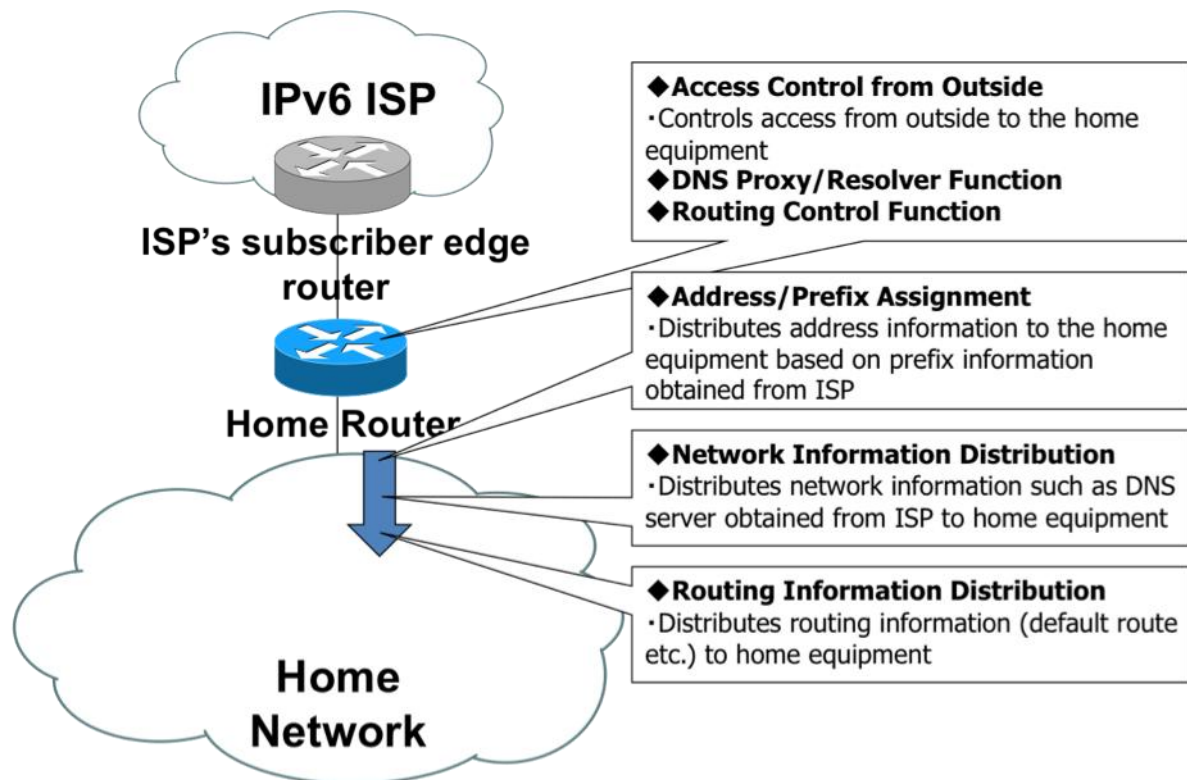 IPv6 ISP
ISP’s subscriber edge
router
Home Router
Home
Network
◆Access Control from Outside
・Controls access from outside to the home
equipment
◆DNS Proxy/Resolver Function
◆Routing Control Function
◆Address/Prefix Assignment
・Distributes address information to the home
equipment based on prefix information
obtained from ISP
◆Network Information Distribution
・Distributes network information such as DNS
server obtained from ISP to home equipment
◆Routing Information Distribution
・Distributes routing information (default route
etc.) to home equipment